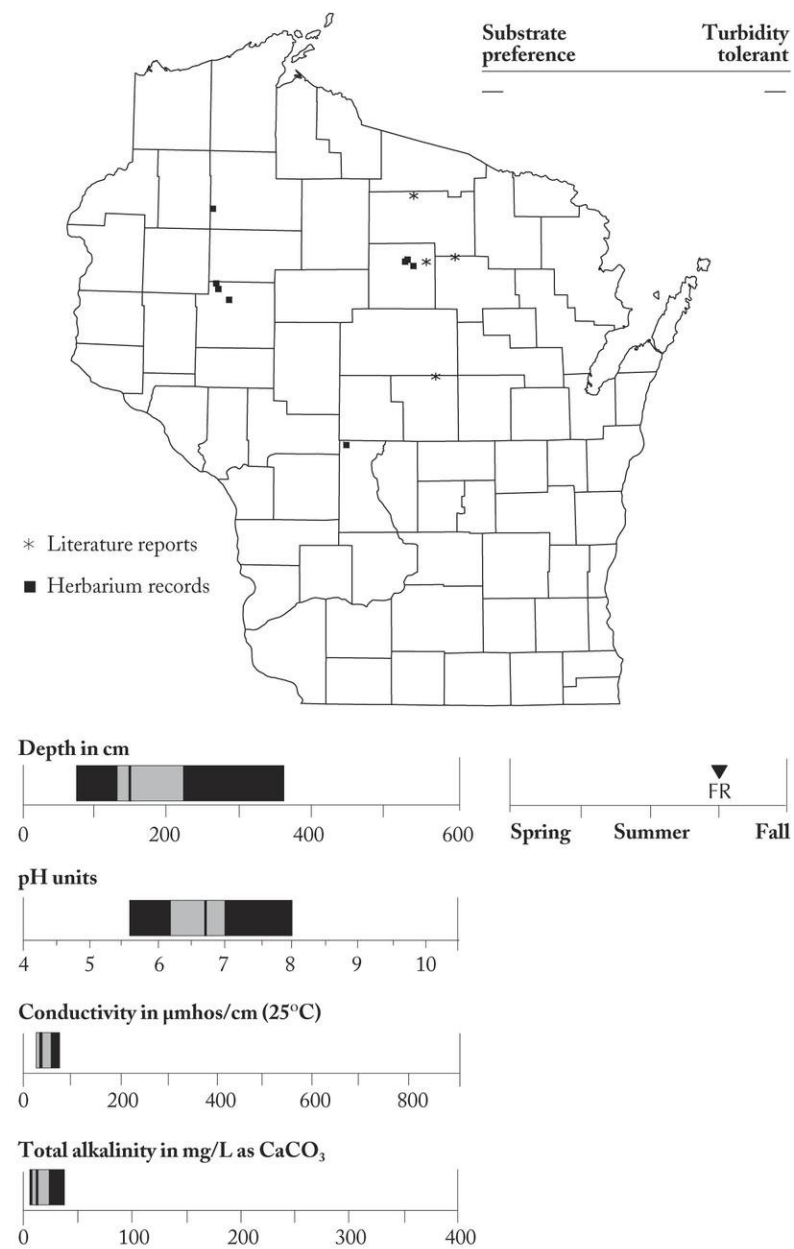 Substrate preference
Turbidity tolerant
— —
* Literature reports
■ Herbarium records
Depth in cm
0 200 400 600
FR
Spring Summer Fall
pH units
4 5 6 7 8 9 10
Conductivity in µmhos/cm (25°C)
0 200 400 600 800
Total alkalinity in mg/L as CaCO₃
0 100 200 300 400